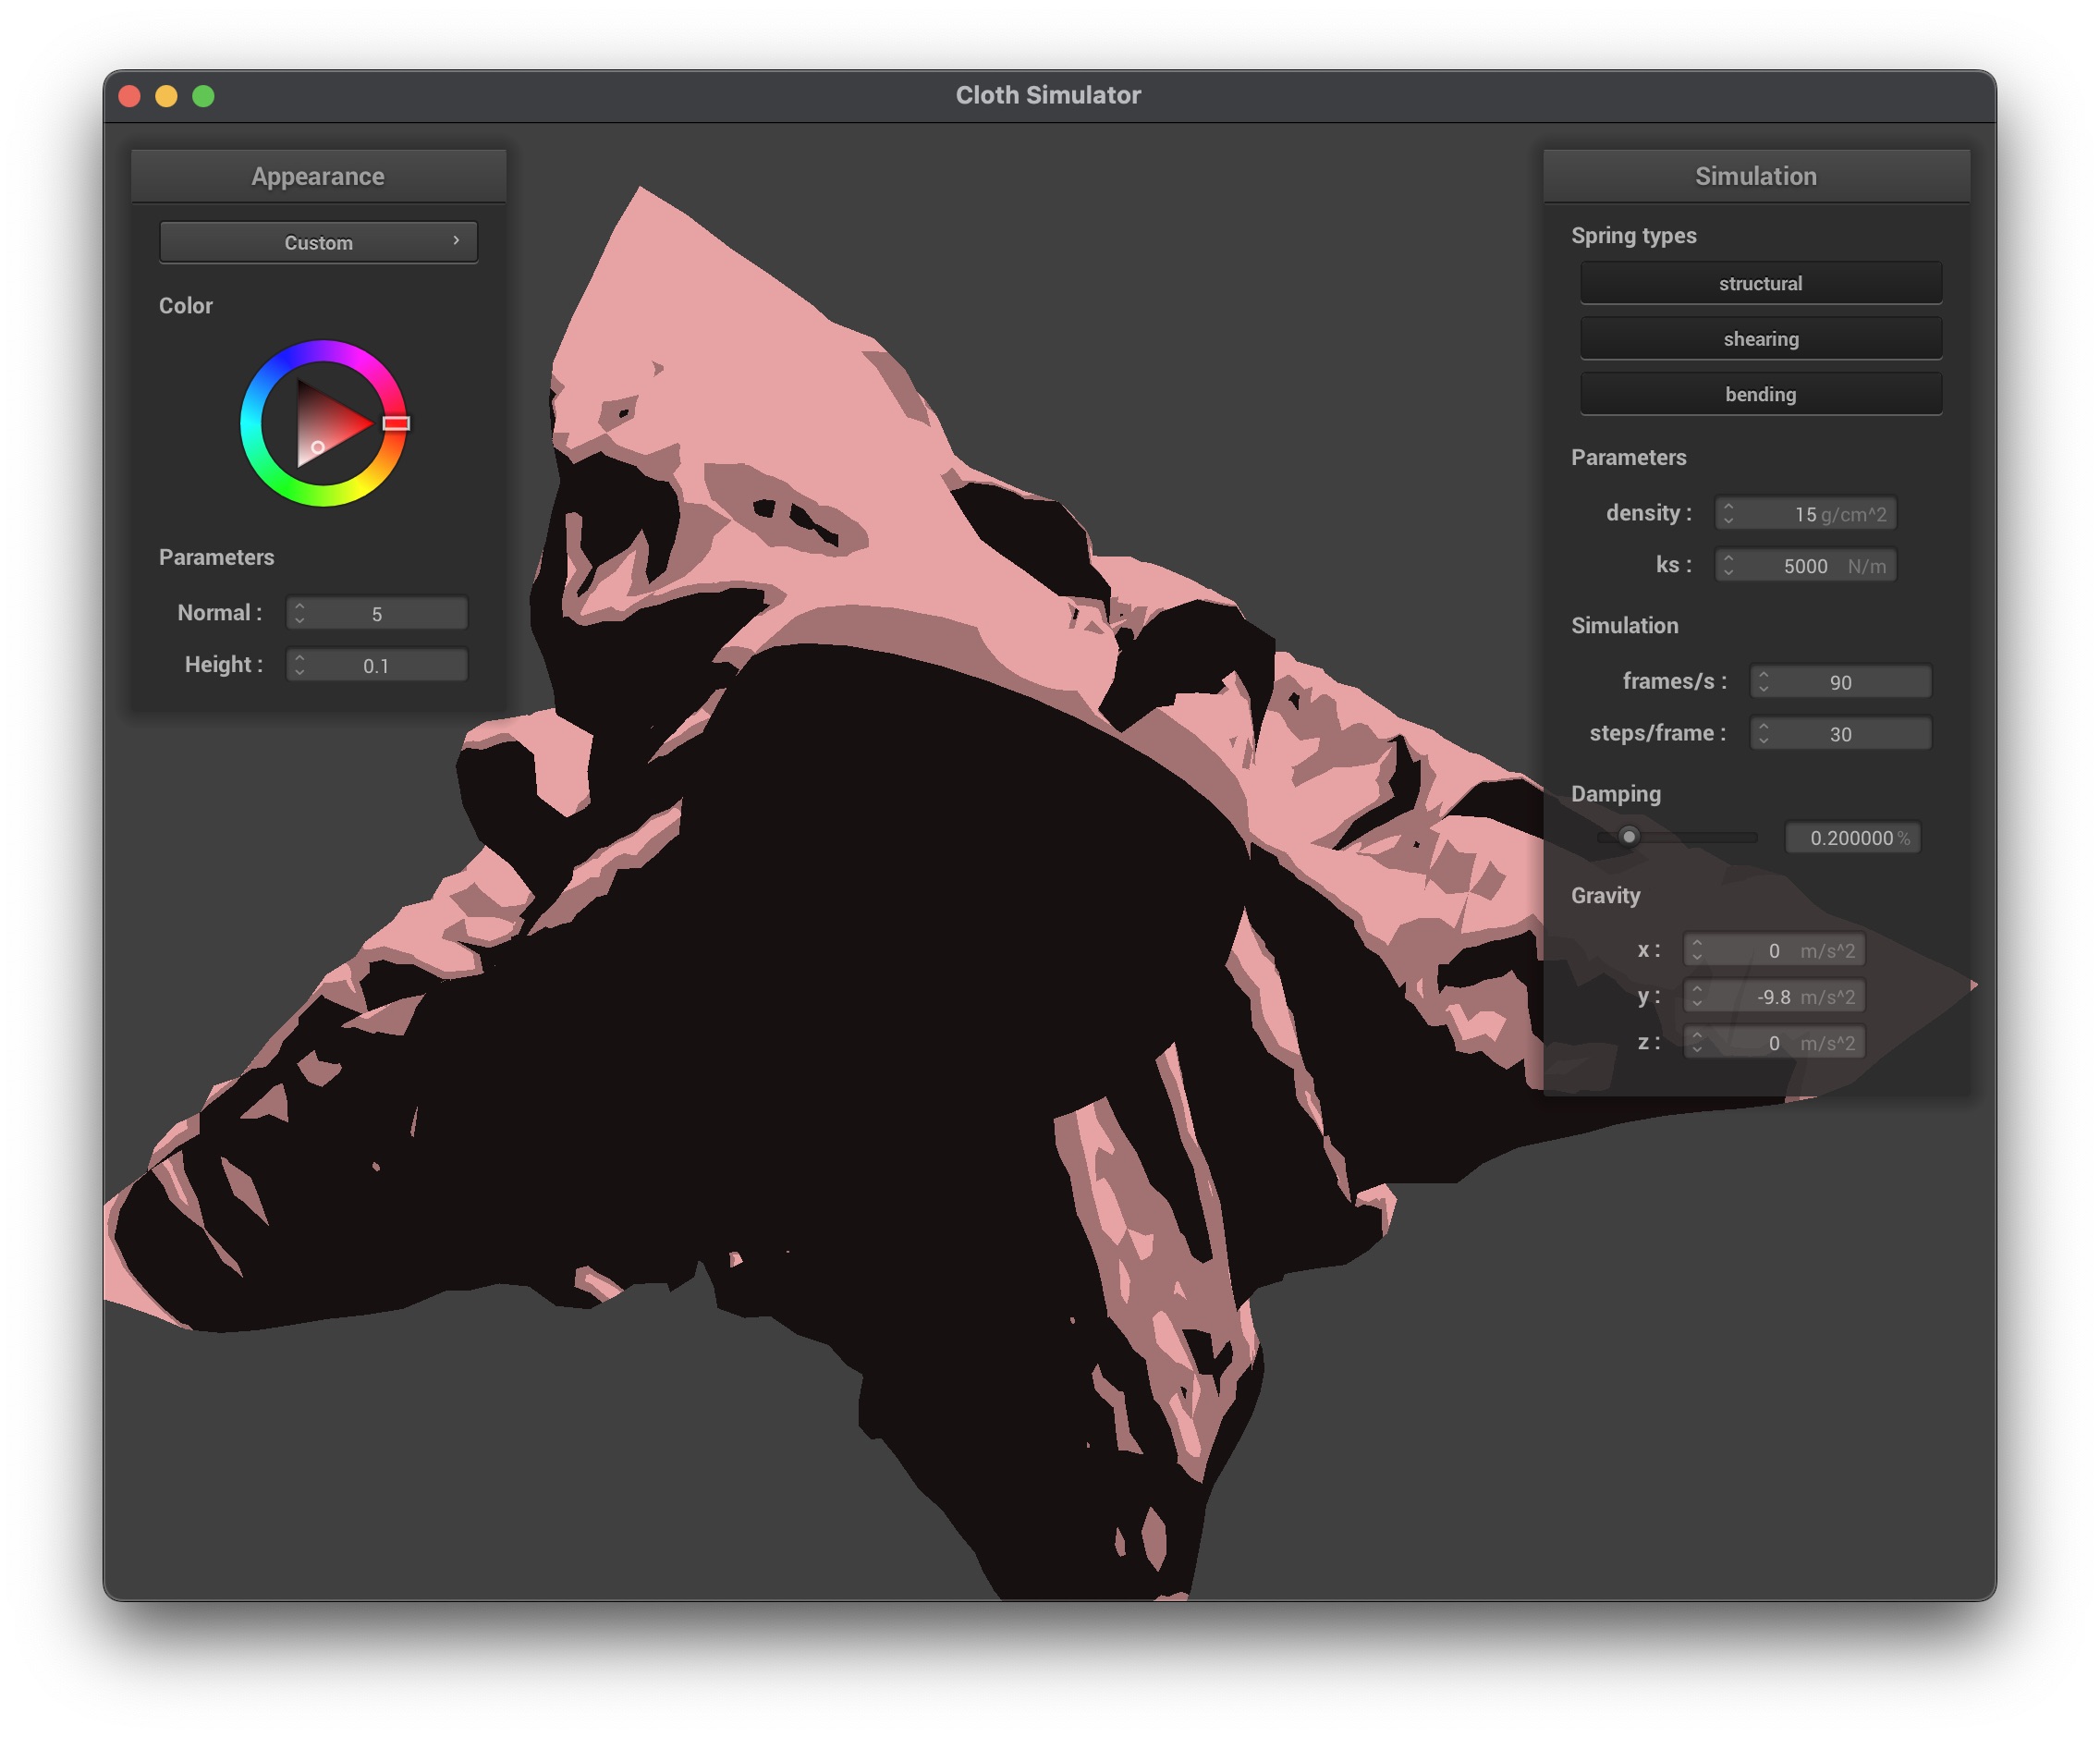 Cloth Simulator
Appearance
Custom
Color
Parameters
Normal : 5
Height : 0.1
Simulation
Spring types
structural
shearing
bending
Parameters
density : 15 g/cm^2
ks : 5000 N/m
Simulation
frames/s : 90
steps/frame : 30
Damping
0.200000 %
Gravity
x : 0 m/s^2
y : -9.8 m/s^2
z : 0 m/s^2